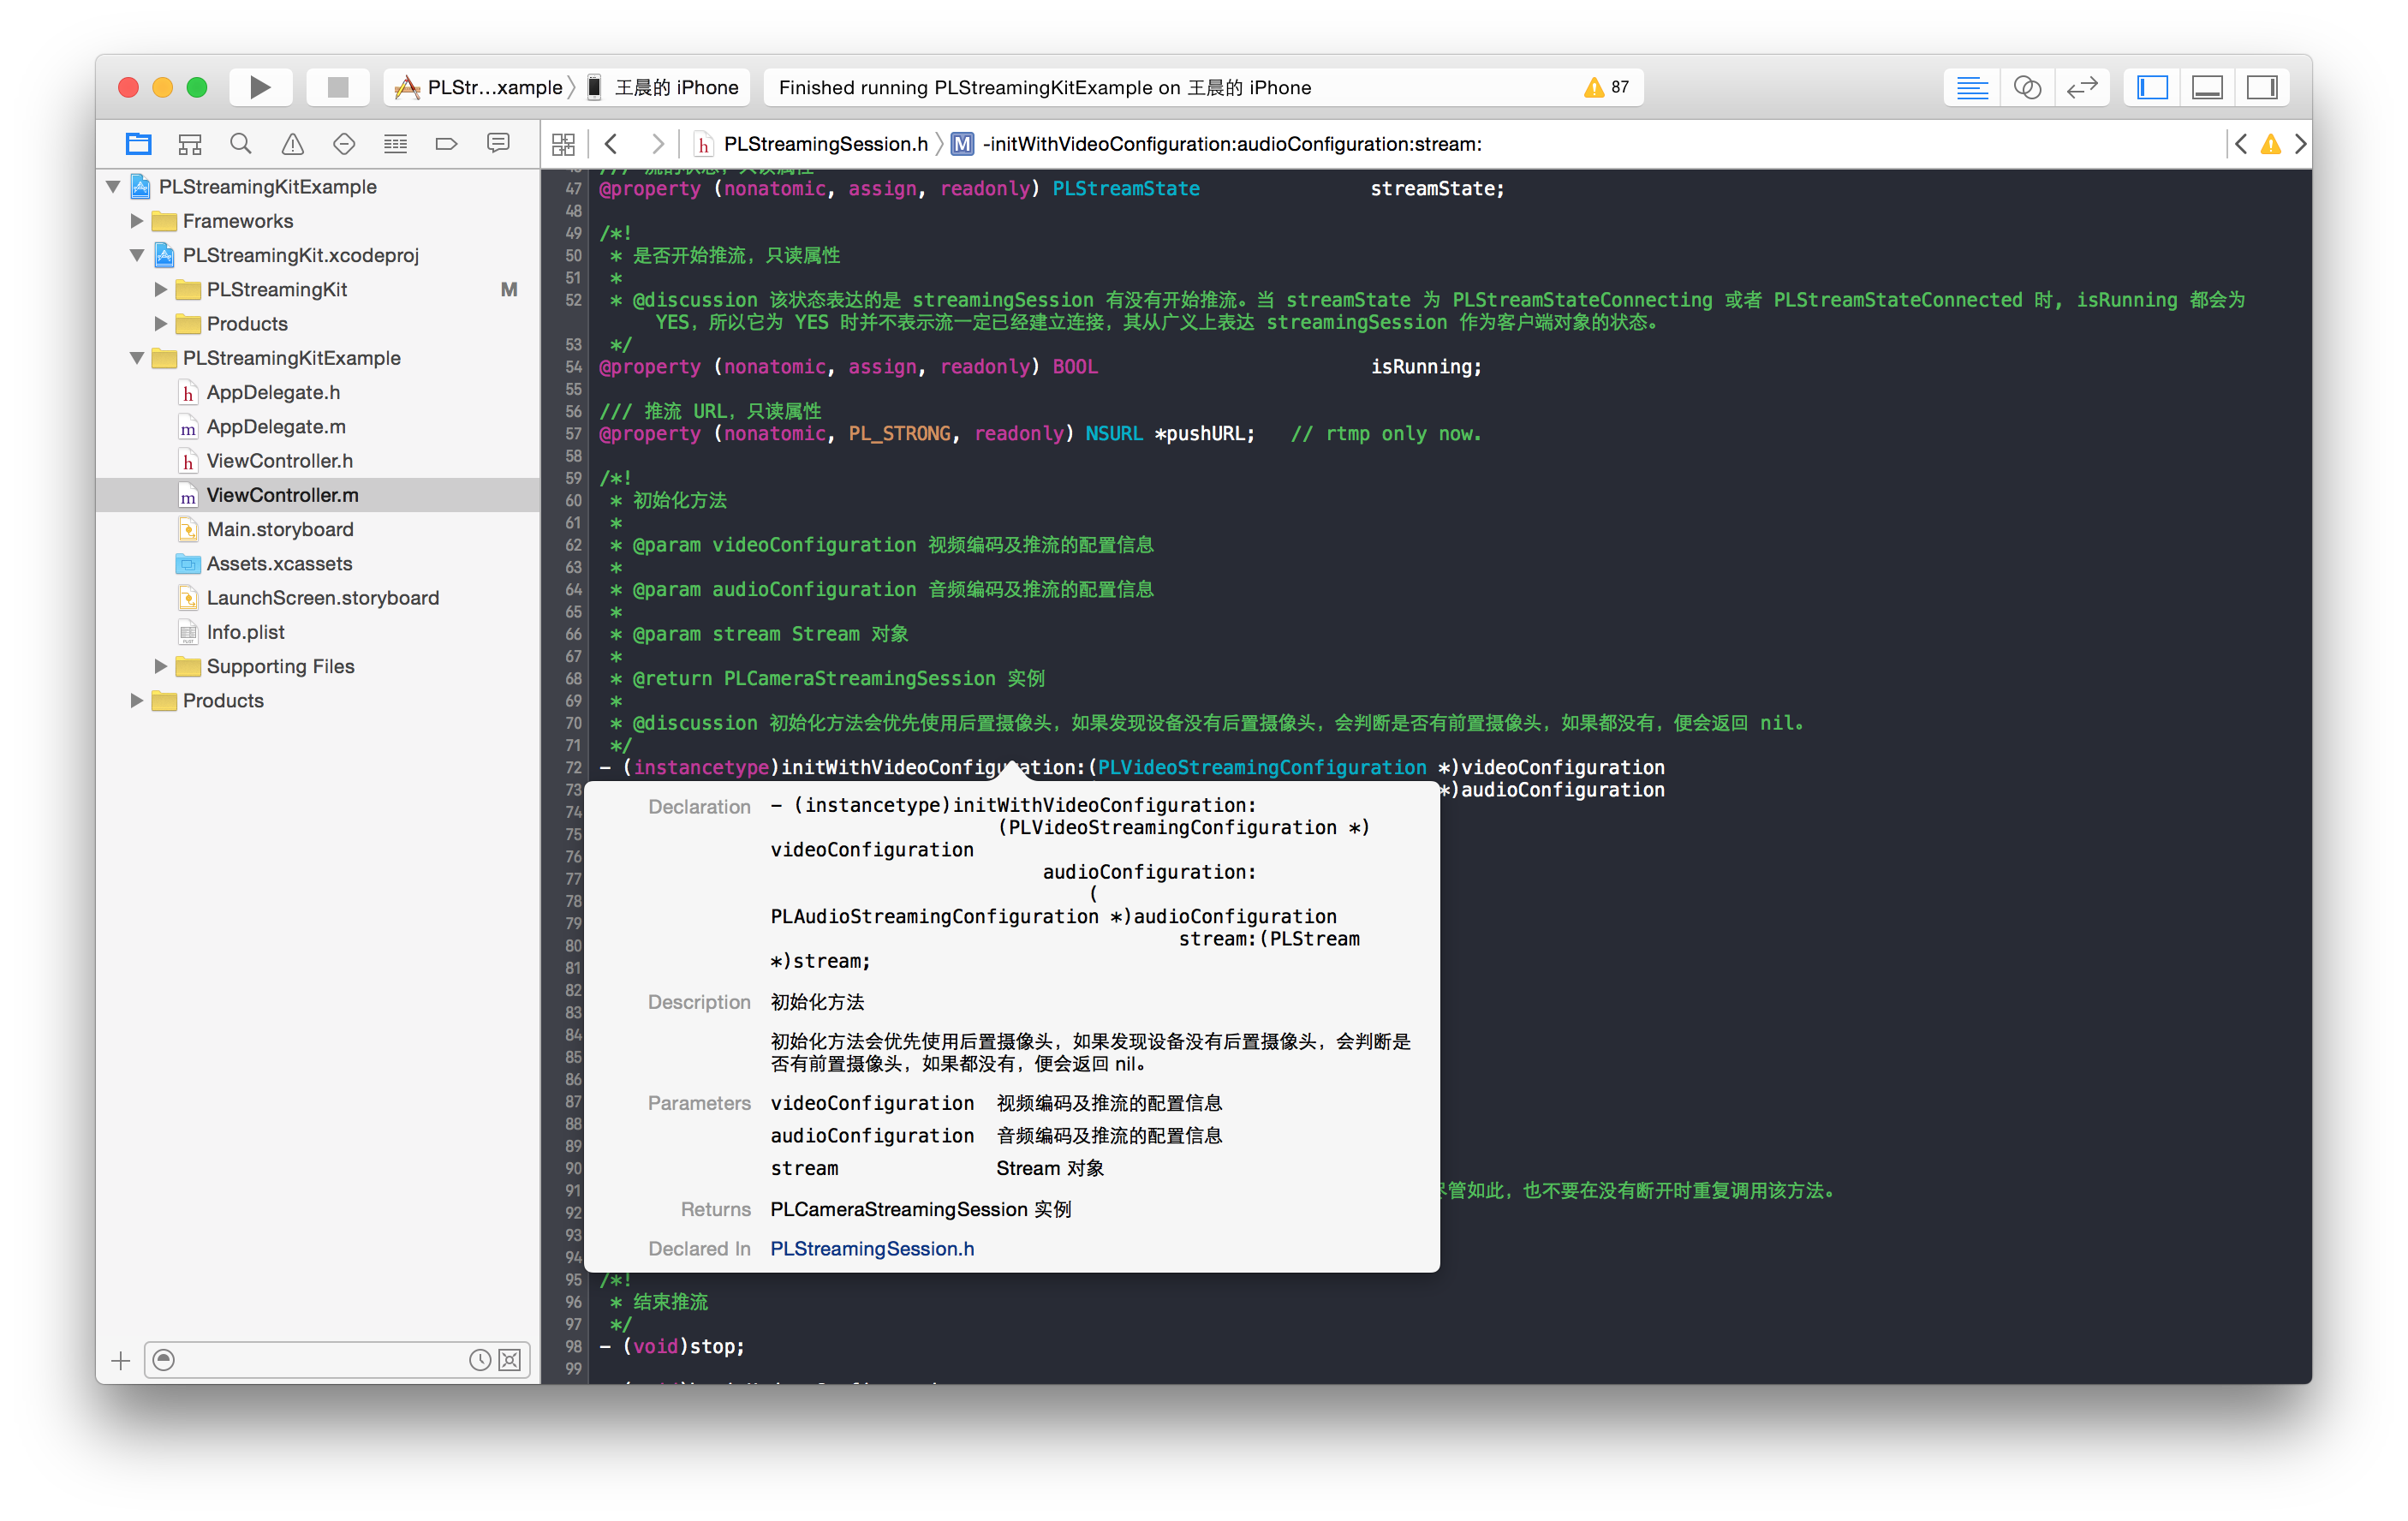 PLStr...xample
王晨的 iPhone
Finished running PLStreamingKitExample on 王晨的 iPhone
87
PLStreamingSession.h
M
-initWithVideoConfiguration:audioConfiguration:stream:
PLStreamingKitExample
Frameworks
PLStreamingKit.xcodeproj
PLStreamingKit
M
Products
PLStreamingKitExample
h AppDelegate.h
m AppDelegate.m
h ViewController.h
m ViewController.m
Main.storyboard
Assets.xcassets
LaunchScreen.storyboard
Info.plist
Supporting Files
Products
47 @property (nonatomic, assign, readonly) PLStreamState streamState;
48
49 /*!
50 * 是否开始推流，只读属性
51 *
52 * @discussion 该状态表达的是 streamingSession 有没有开始推流。当 streamState 为 PLStreamStateConnecting 或者 PLStreamStateConnected 时, isRunning 都会为
YES，所以它为 YES 时并不表示流一定已经建立连接，其从广义上表达 streamingSession 作为客户端对象的状态。
53 */
54 @property (nonatomic, assign, readonly) BOOL isRunning;
55
56 /// 推流 URL，只读属性
57 @property (nonatomic, PL_STRONG, readonly) NSURL *pushURL; // rtmp only now.
58
59 /*!
60 * 初始化方法
61 *
62 * @param videoConfiguration 视频编码及推流的配置信息
63 *
64 * @param audioConfiguration 音频编码及推流的配置信息
65 *
66 * @param stream Stream 对象
67 *
68 * @return PLCameraStreamingSession 实例
69 *
70 * @discussion 初始化方法会优先使用后置摄像头，如果发现设备没有后置摄像头，会判断是否有前置摄像头，如果都没有，便会返回 nil。
71 */
72 - (instancetype)initWithVideoConfiguration:(PLVideoStreamingConfiguration *)videoConfiguration
73 *)audioConfiguration
74
75
76
77
78
79
80
81
82
83
84
85
86
87
88
89
90
91 管如此，也不要在没有断开时重复调用该方法。
92
93
94
Declaration
- (instancetype)initWithVideoConfiguration:
(PLVideoStreamingConfiguration *)
videoConfiguration
audioConfiguration:
(
PLAudioStreamingConfiguration *)audioConfiguration
stream:(PLStream
*)stream;
Description
初始化方法
初始化方法会优先使用后置摄像头，如果发现设备没有后置摄像头，会判断是
否有前置摄像头，如果都没有，便会返回 nil。
Parameters
videoConfiguration 视频编码及推流的配置信息
audioConfiguration 音频编码及推流的配置信息
stream Stream 对象
Returns
PLCameraStreamingSession 实例
Declared In
PLStreamingSession.h
95 /*!
96 * 结束推流
97 */
98 - (void)stop;
99